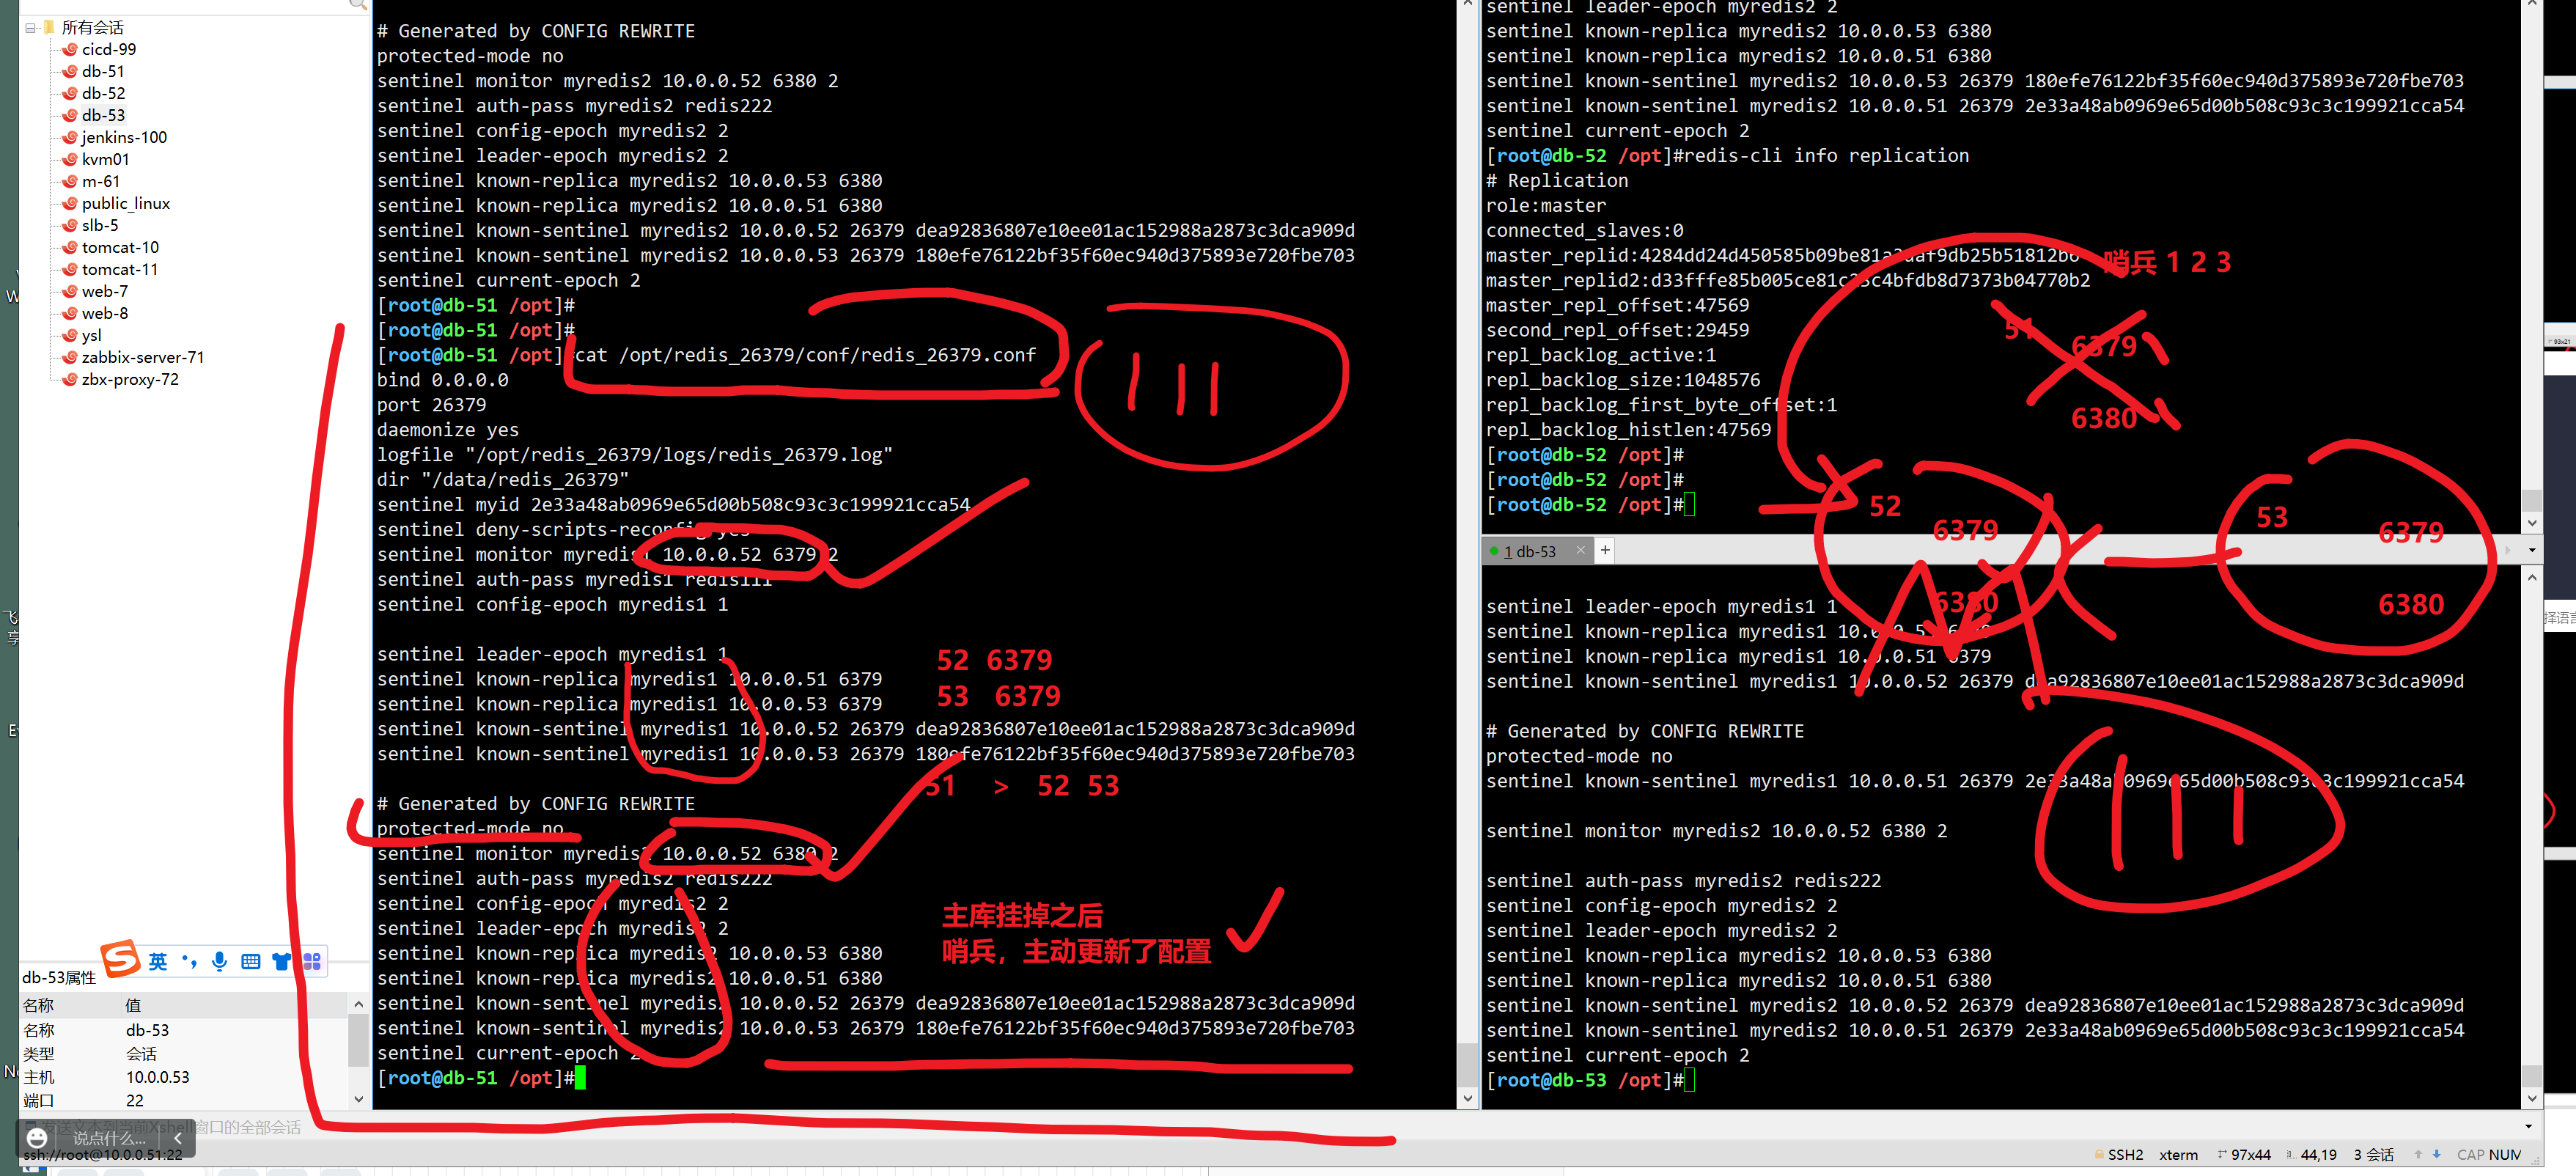 所有会话
cicd-99
db-51
db-52
db-53
jenkins-100
kvm01
m-61
public_linux
slb-5
tomcat-10
tomcat-11
web-7
web-8
ysl
zabbix-server-71
zbx-proxy-72
英
db-53属性
名称 值
名称 db-53
类型 会话
主机 10.0.0.53
端口 22
# Generated by CONFIG REWRITE
protected-mode no
sentinel monitor myredis2 10.0.0.52 6380 2
sentinel auth-pass myredis2 redis222
sentinel config-epoch myredis2 2
sentinel leader-epoch myredis2 2
sentinel known-replica myredis2 10.0.0.53 6380
sentinel known-replica myredis2 10.0.0.51 6380
sentinel known-sentinel myredis2 10.0.0.52 26379 dea92836807e10ee01ac152988a2873c3dca909d
sentinel known-sentinel myredis2 10.0.0.53 26379 180efe76122bf35f60ec940d375893e720fbe703
sentinel current-epoch 2
[root@db-51 /opt]#
[root@db-51 /opt]#
[root@db-51 /opt]#cat /opt/redis_26379/conf/redis_26379.conf
bind 0.0.0.0
port 26379
daemonize yes
logfile "/opt/redis_26379/logs/redis_26379.log"
dir "/data/redis_26379"
sentinel myid 2e33a48ab0969e65d00b508c93c3c199921cca54
sentinel deny-scripts-reconfig yes
sentinel monitor myredis1 10.0.0.52 6379 2
sentinel auth-pass myredis1 redis111
sentinel config-epoch myredis1 1
sentinel leader-epoch myredis1 1
sentinel known-replica myredis1 10.0.0.51 6379
sentinel known-replica myredis1 10.0.0.53 6379
sentinel known-sentinel myredis1 10.0.0.52 26379 dea92836807e10ee01ac152988a2873c3dca909d
sentinel known-sentinel myredis1 10.0.0.53 26379 180efe76122bf35f60ec940d375893e720fbe703
# Generated by CONFIG REWRITE
protected-mode no
sentinel monitor myredis2 10.0.0.52 6380 2
sentinel auth-pass myredis2 redis222
sentinel config-epoch myredis2 2
sentinel leader-epoch myredis2 2
sentinel known-replica myredis2 10.0.0.53 6380
sentinel known-replica myredis2 10.0.0.51 6380
sentinel known-sentinel myredis2 10.0.0.52 26379 dea92836807e10ee01ac152988a2873c3dca909d
sentinel known-sentinel myredis2 10.0.0.53 26379 180efe76122bf35f60ec940d375893e720fbe703
sentinel current-epoch 2
[root@db-51 /opt]#
52 6379
53 6379
51 > 52 53
主库挂掉之后
哨兵，主动更新了配置
sentinel leader-epoch myredis2 2
sentinel known-replica myredis2 10.0.0.53 6380
sentinel known-replica myredis2 10.0.0.51 6380
sentinel known-sentinel myredis2 10.0.0.53 26379 180efe76122bf35f60ec940d375893e720fbe703
sentinel known-sentinel myredis2 10.0.0.51 26379 2e33a48ab0969e65d00b508c93c3c199921cca54
sentinel current-epoch 2
[root@db-52 /opt]#redis-cli info replication
# Replication
role:master
connected_slaves:0
master_repl_offset:47569
second_repl_offset:29459
repl_backlog_active:1
repl_backlog_size:1048576
repl_backlog_first_byte_offset:1
repl_backlog_histlen:47569
[root@db-52 /opt]#
[root@db-52 /opt]#
[root@db-52 /opt]#
哨兵 1 2 3
51
6379
6380
52
6379
6380
53
6379
6380
1 db-53
sentinel leader-epoch myredis1 1
sentinel known-replica myredis1
sentinel known-replica myredis1 10.0.0.51 6379
sentinel known-sentinel myredis1 10.0.0.52 26379 dea92836807e10ee01ac152988a2873c3dca909d
# Generated by CONFIG REWRITE
protected-mode no
sentinel known-sentinel myredis1 10.0.0.51 26379 2e33a48ab0969e65d00b508c93c3c199921cca54
sentinel monitor myredis2 10.0.0.52 6380 2
sentinel auth-pass myredis2 redis222
sentinel config-epoch myredis2 2
sentinel leader-epoch myredis2 2
sentinel known-replica myredis2 10.0.0.53 6380
sentinel known-replica myredis2 10.0.0.51 6380
sentinel known-sentinel myredis2 10.0.0.52 26379 dea92836807e10ee01ac152988a2873c3dca909d
sentinel known-sentinel myredis2 10.0.0.51 26379 2e33a48ab0969e65d00b508c93c3c199921cca54
sentinel current-epoch 2
[root@db-53 /opt]#
窗口的全部会话
说点什么...
ssh://root@10.0.0.51:22
SSH2 xterm 97x44 44,19 3 会话 CAP NUM